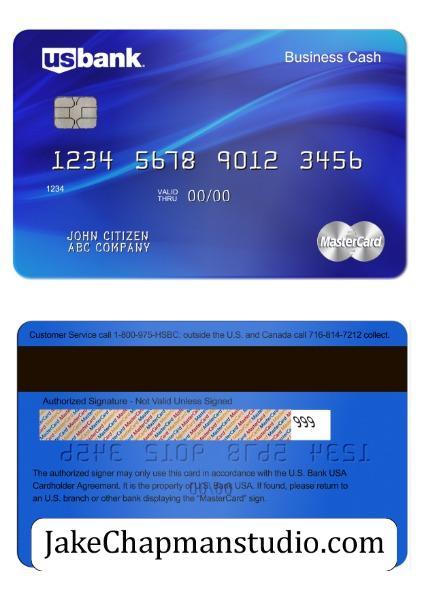 usbank.
Business Cash
1234 5678 9012 3456
1234
VALID THRU 00/00
JOHN CITIZEN
ABC COMPANY
MasterCard
Customer Service call 1-800-975-HSBC. outside the U.S. and Canada call 716-814-7212 collect.
Authorized Signature - Not Valid Unless Signed
999
The authorized signer may only use this card in accordance with the U.S. Bank USA
Cardholder Agreement. It is the property of U.S. Bank USA. If found, please return to
an U.S. branch or other bank displaying the "MasterCard" sign.
JakeChapmanstudio.com